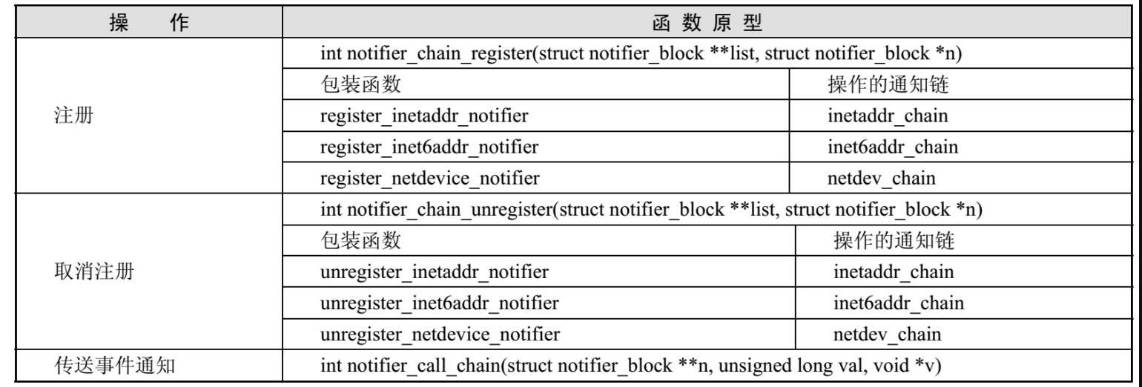 操 作 函数原型
int notifier_chain_register(struct notifier_block **list, struct notifier_block *n)
包装函数 操作的通知链
注册 register_inetaddr_notifier inetaddr_chain
register_inet6addr_notifier inet6addr_chain
register_netdevice_notifier netdev_chain
int notifier_chain_unregister(struct notifier_block **list, struct notifier_block *n)
包装函数 操作的通知链
取消注册 unregister_inetaddr_notifier inetaddr_chain
unregister_inet6addr_notifier inet6addr_chain
unregister_netdevice_notifier netdev_chain
传送事件通知 int notifier_call_chain(struct notifier_block **n, unsigned long val, void *v)